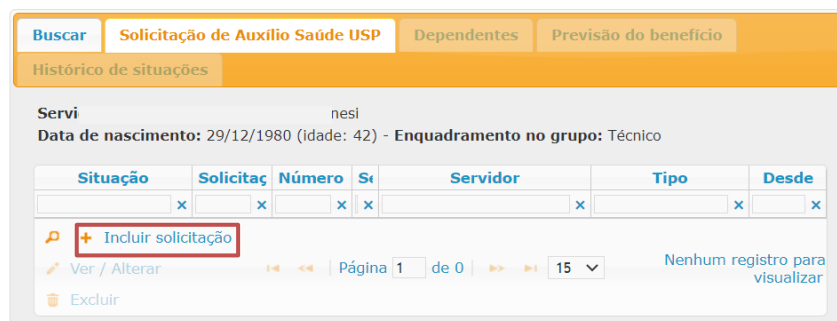 Buscar Solicitação de Auxílio Saúde USP Dependentes Previsão do benefício
Histórico de situações
Servi nesi
Data de nascimento: 29/12/1980 (idade: 42) - Enquadramento no grupo: Técnico
Situação Solicitaç Número Se Servidor Tipo Desde
Incluir solicitação
Ver / Alterar Página 1 de 0 15 Nenhum registro para
visualizar
Excluir